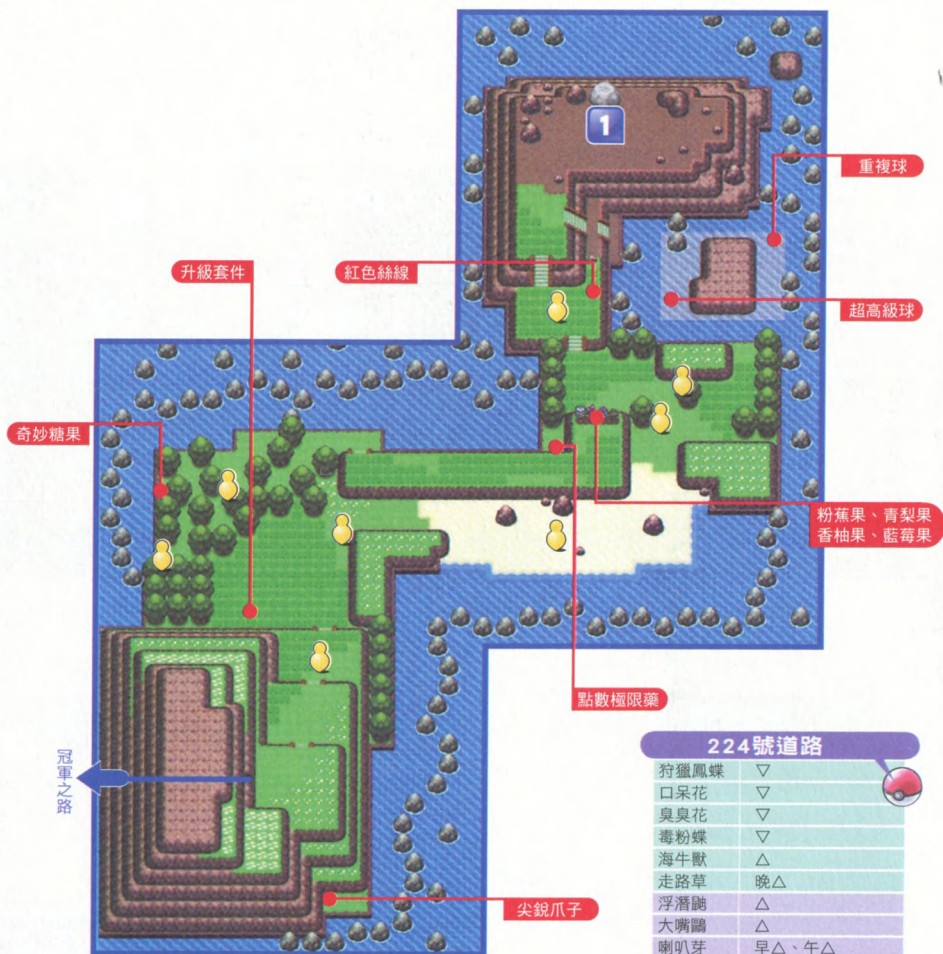 1
重複球
升級套件
紅色絲線
超高級球
奇妙糖果
粉蕉果、青梨果
香柚果、藍莓果
點數極限藥
冠軍之路
尖銳爪子
224號道路
狩獵鳳蝶 ▽
口呆花 ▽
臭臭花 ▽
毒粉蝶 ▽
海牛獸 △
走路草 晚△
浮潛鼬 △
大嘴鷗 △
喇叭芽 早△、午△